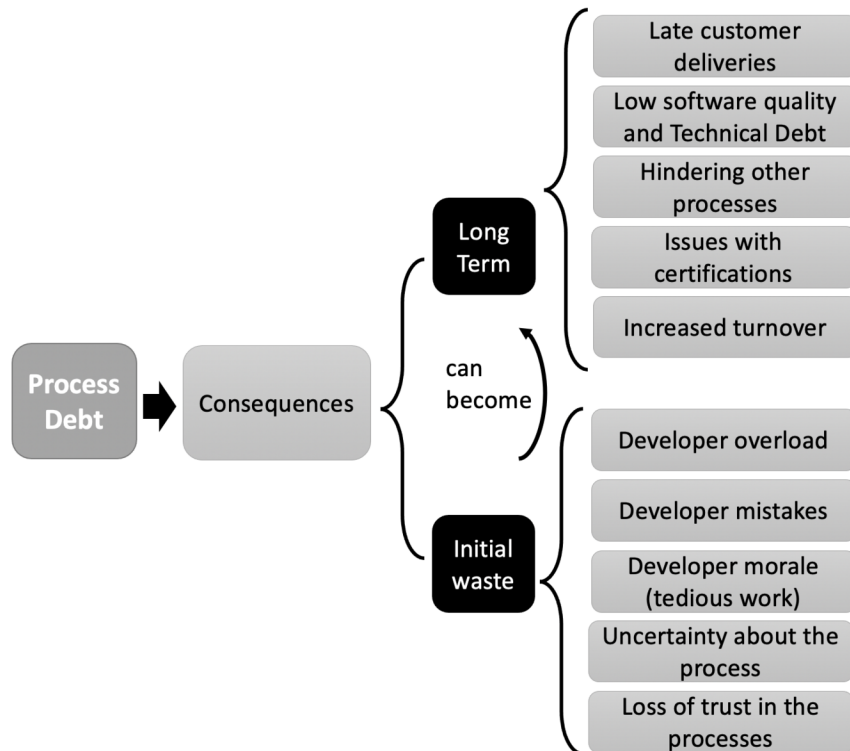 Process
Debt
Consequences
Long
Term
can
become
Initial
waste
Late customer
deliveries
Low software quality
and Technical Debt
Hindering other
processes
Issues with
certifications
Increased turnover
Developer overload
Developer mistakes
Developer morale
(tedious work)
Uncertainty about the
process
Loss of trust in the
processes